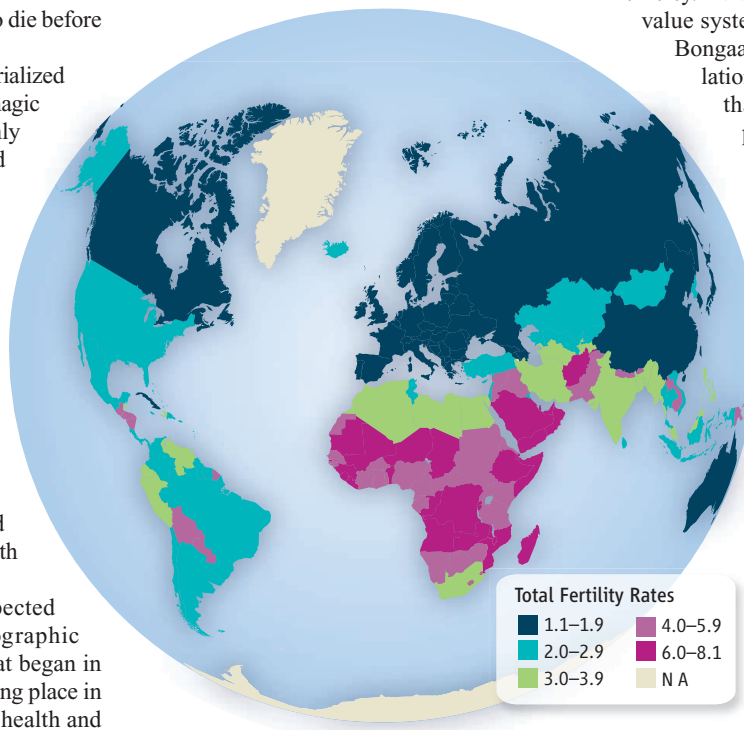 o die before
rialized
agic
ly
d
value syste
Bongaa
lation
tha
p
d
th
pected
ographic
at began in
ng place in
health and
Total Fertility Rates
1.1–1.9
2.0–2.9
3.0–3.9
4.0–5.9
6.0–8.1
N A